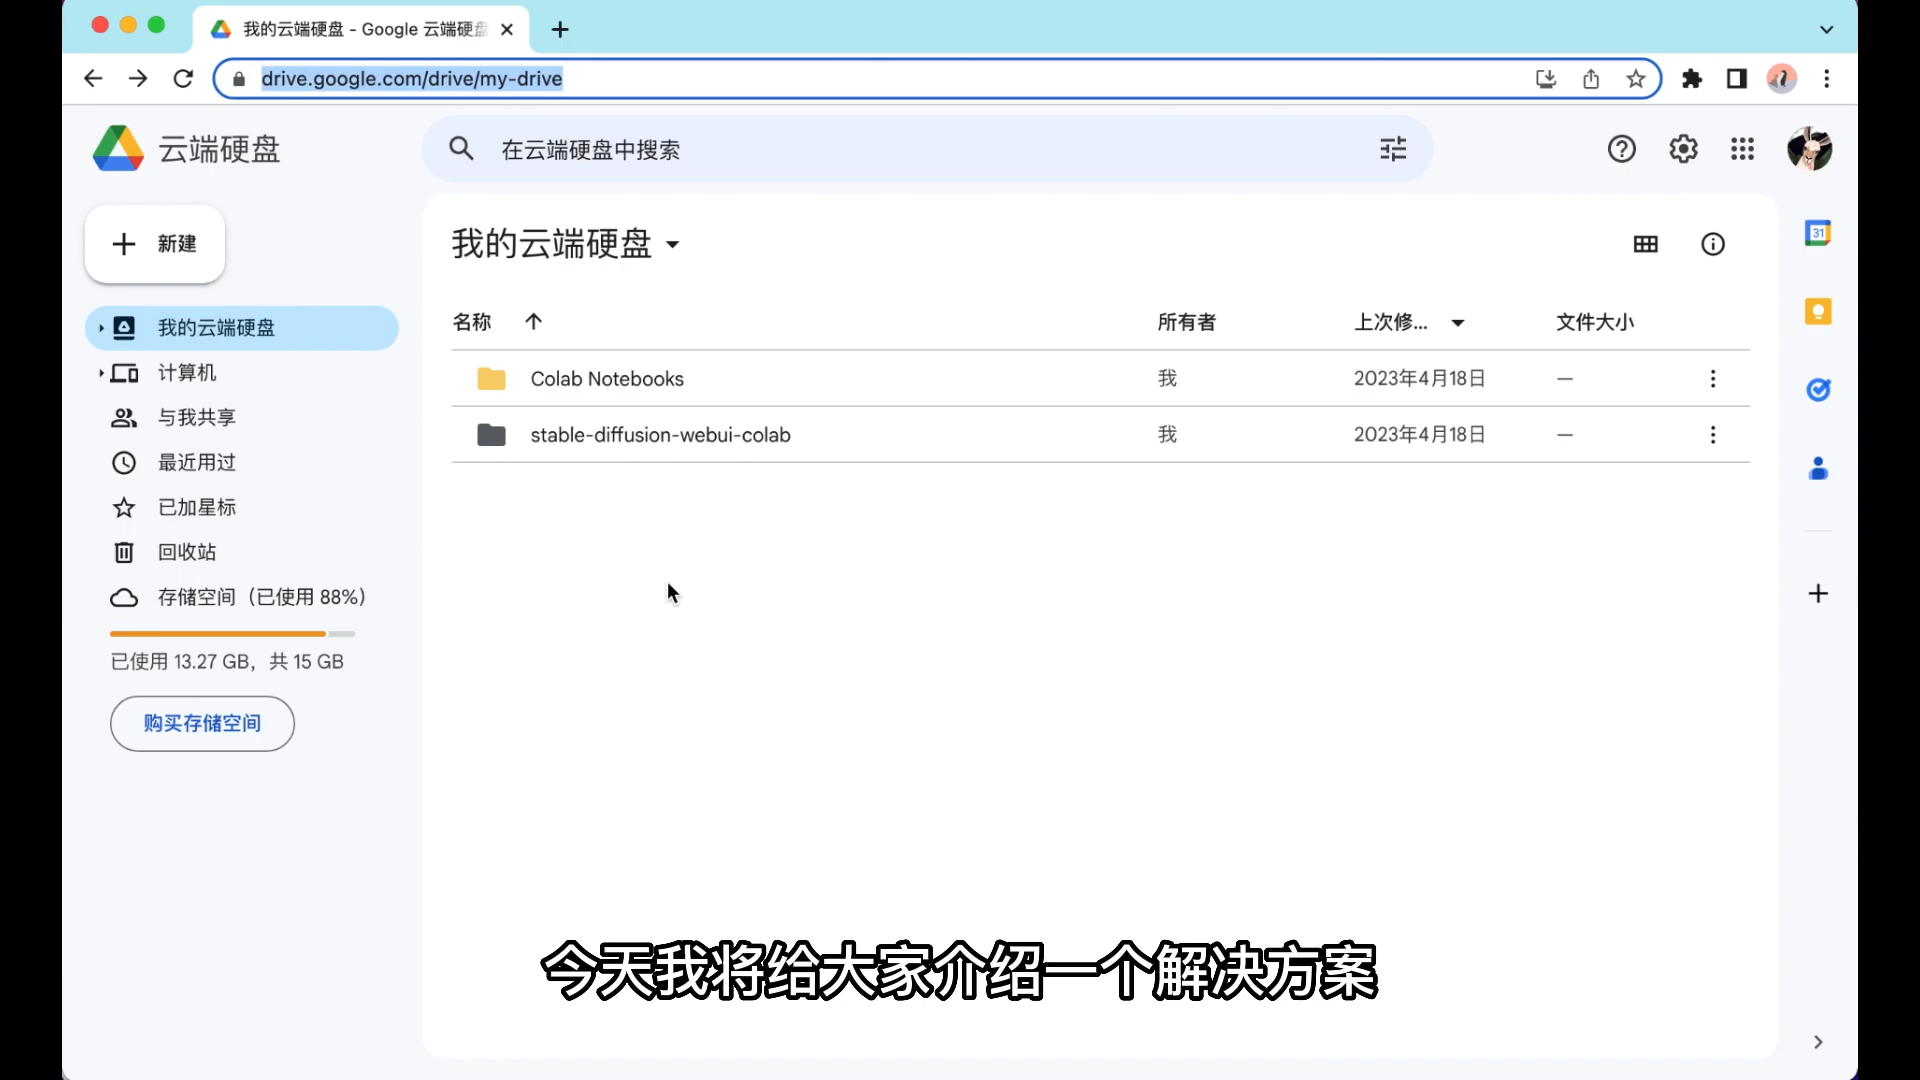 我的云端硬盘 - Google 云端硬盘
drive.google.com/drive/my-drive
云端硬盘
在云端硬盘中搜索
新建
我的云端硬盘
计算机
与我共享
最近用过
已加星标
回收站
存储空间（已使用 88%）
已使用 13.27 GB，共 15 GB
购买存储空间
我的云端硬盘
名称 所有者 上次修... 文件大小
Colab Notebooks 我 2023年4月18日 —
stable-diffusion-webui-colab 我 2023年4月18日 —
31
今天我将给大家介绍一个解决方案